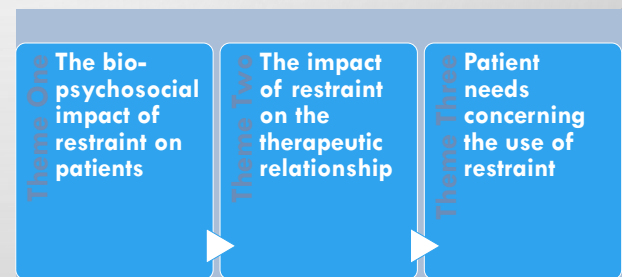 Theme One
The bio-
psychosocial
impact of
restraint on
patients
Theme Two
The impact
of restraint
on the
therapeutic
relationship
Theme Three
Patient
needs
concerning
the use of
restraint